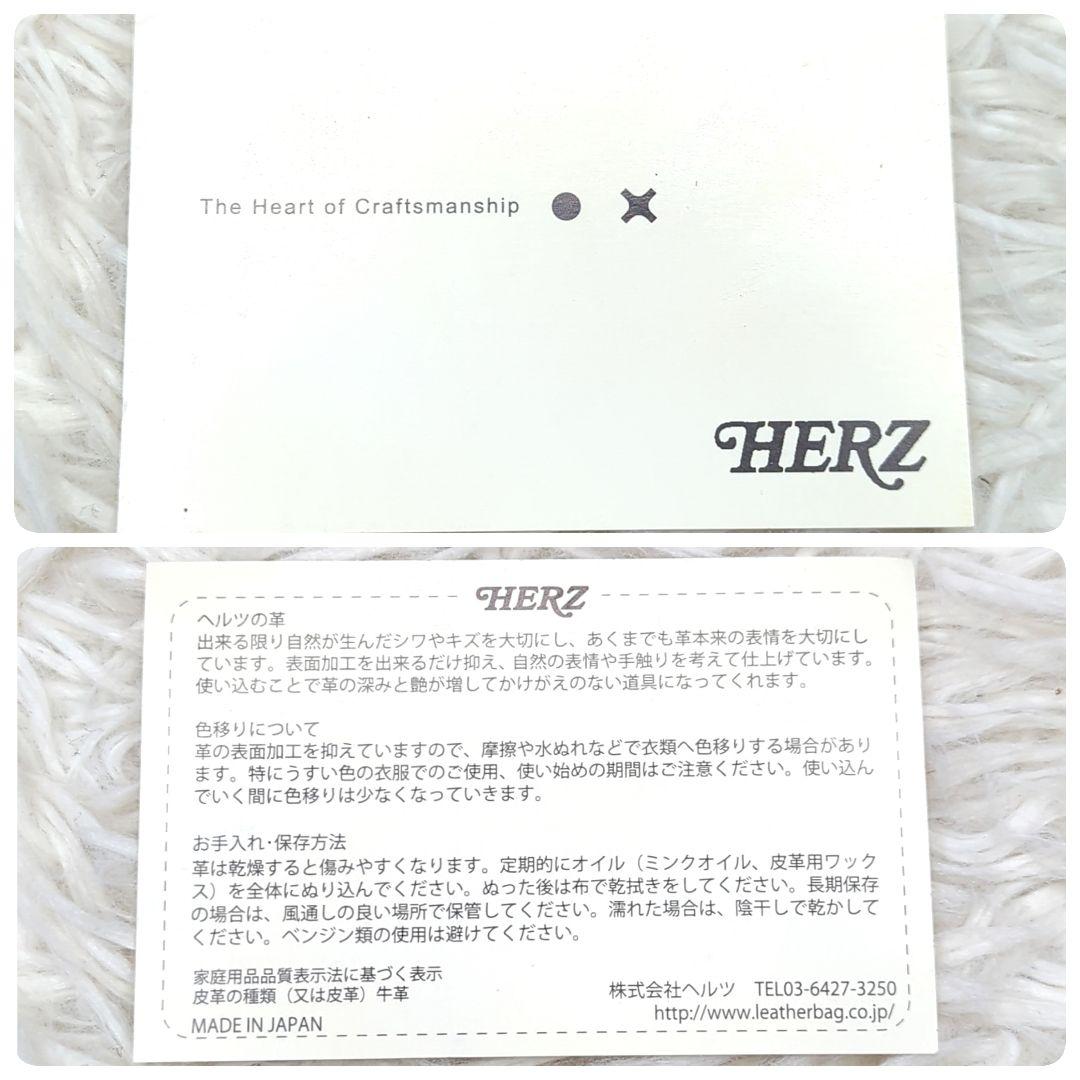 The Heart of Craftsmanship
HERZ
HERZ
ヘルツの革
出来る限り自然が生んだシワやキズを大切にし、あくまでも革本来の表情を大切にし
ています。表面加工を出来るだけ抑え、自然の表情や手触りを考えて仕上げています。
使い込むことで革の深みと艶が増してかけがえのない道具になってくれます。
色移りについて
革の表面加工を抑えていますので、摩擦や水ぬれなどで衣類へ色移りする場合があり
ます。特にうすい色の衣服でのご使用、使い始めの期間はご注意ください。使い込ん
でいく間に色移りは少なくなっていきます。
お手入れ・保存方法
革は乾燥すると傷みやすくなります。定期的にオイル（ミンクオイル、皮革用ワック
ス）を全体にぬり込んでください。ぬった後は布で乾拭きをしてください。長期保存
の場合は、風通しの良い場所で保管してください。濡れた場合は、陰干しで乾かして
ください。ベンジン類の使用は避けてください。
家庭用品品質表示法に基づく表示
皮革の種類（又は皮革）牛革
MADE IN JAPAN
株式会社ヘルツ　TEL03-6427-3250
http://www.leatherbag.co.jp/